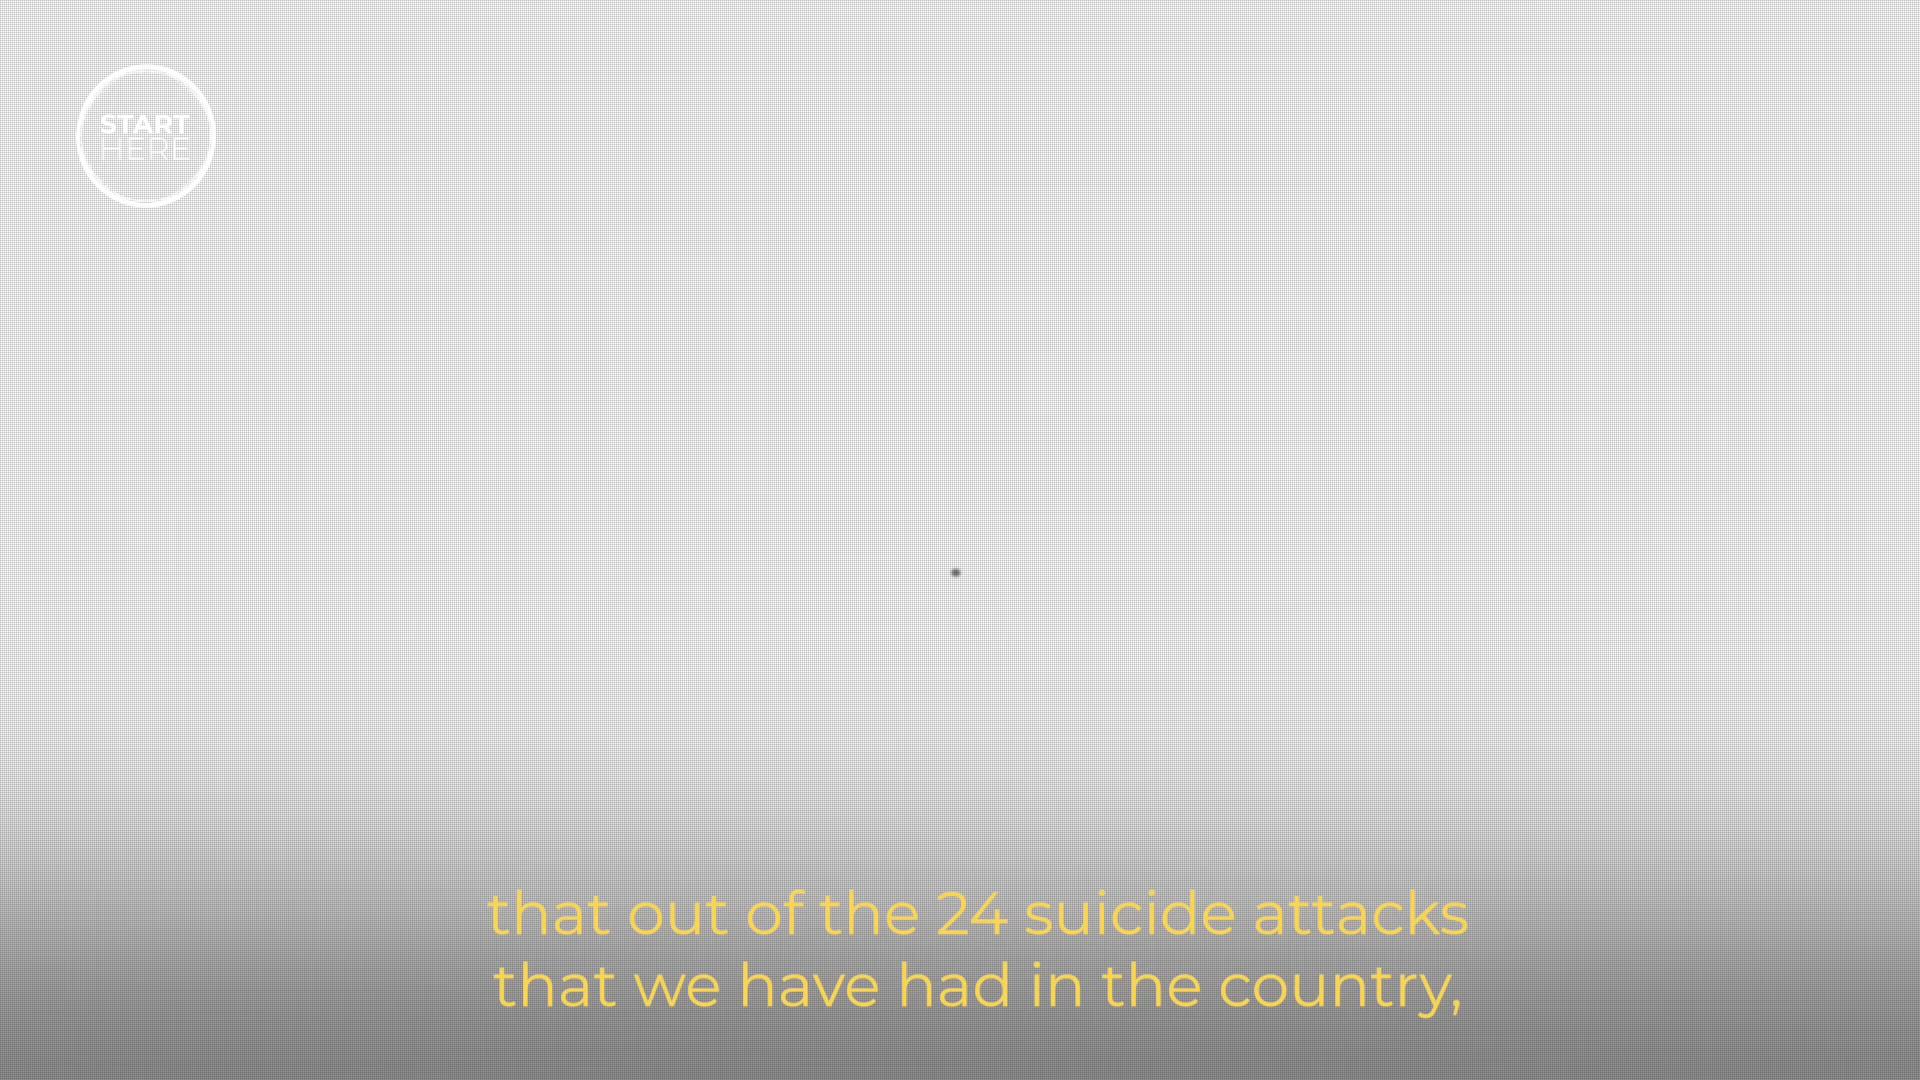 START
HERE
that out of the 24 suicide attacks
that we have had in the country,